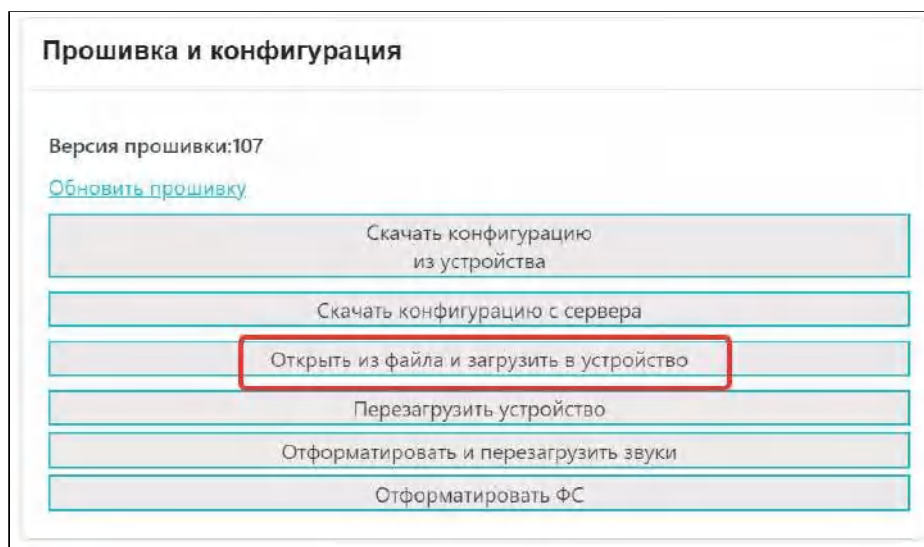 Прошивка и конфигурация
Версия прошивки:107
Обновить прошивку
Скачать конфигурацию
из устройства
Скачать конфигурацию с сервера
Открыть из файла и загрузить в устройство
Перезагрузить устройство
Отформатировать и перезагрузить звуки
Отформатировать ФС